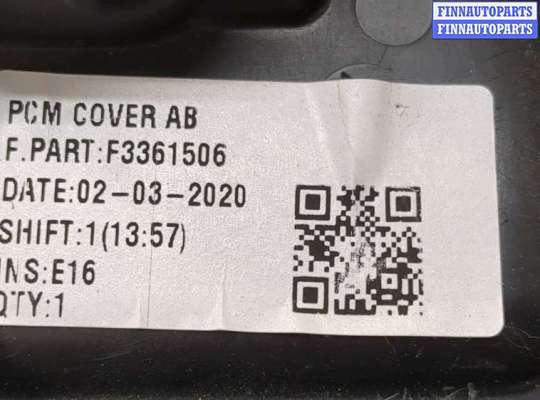 FINNAUTOPARTS
FINNAUTOPARTS
PCM COVER AB
F.PART:F3361506
DATE:02-03-2020
SHIFT:1(13:57)
INS:E16
QTY:1